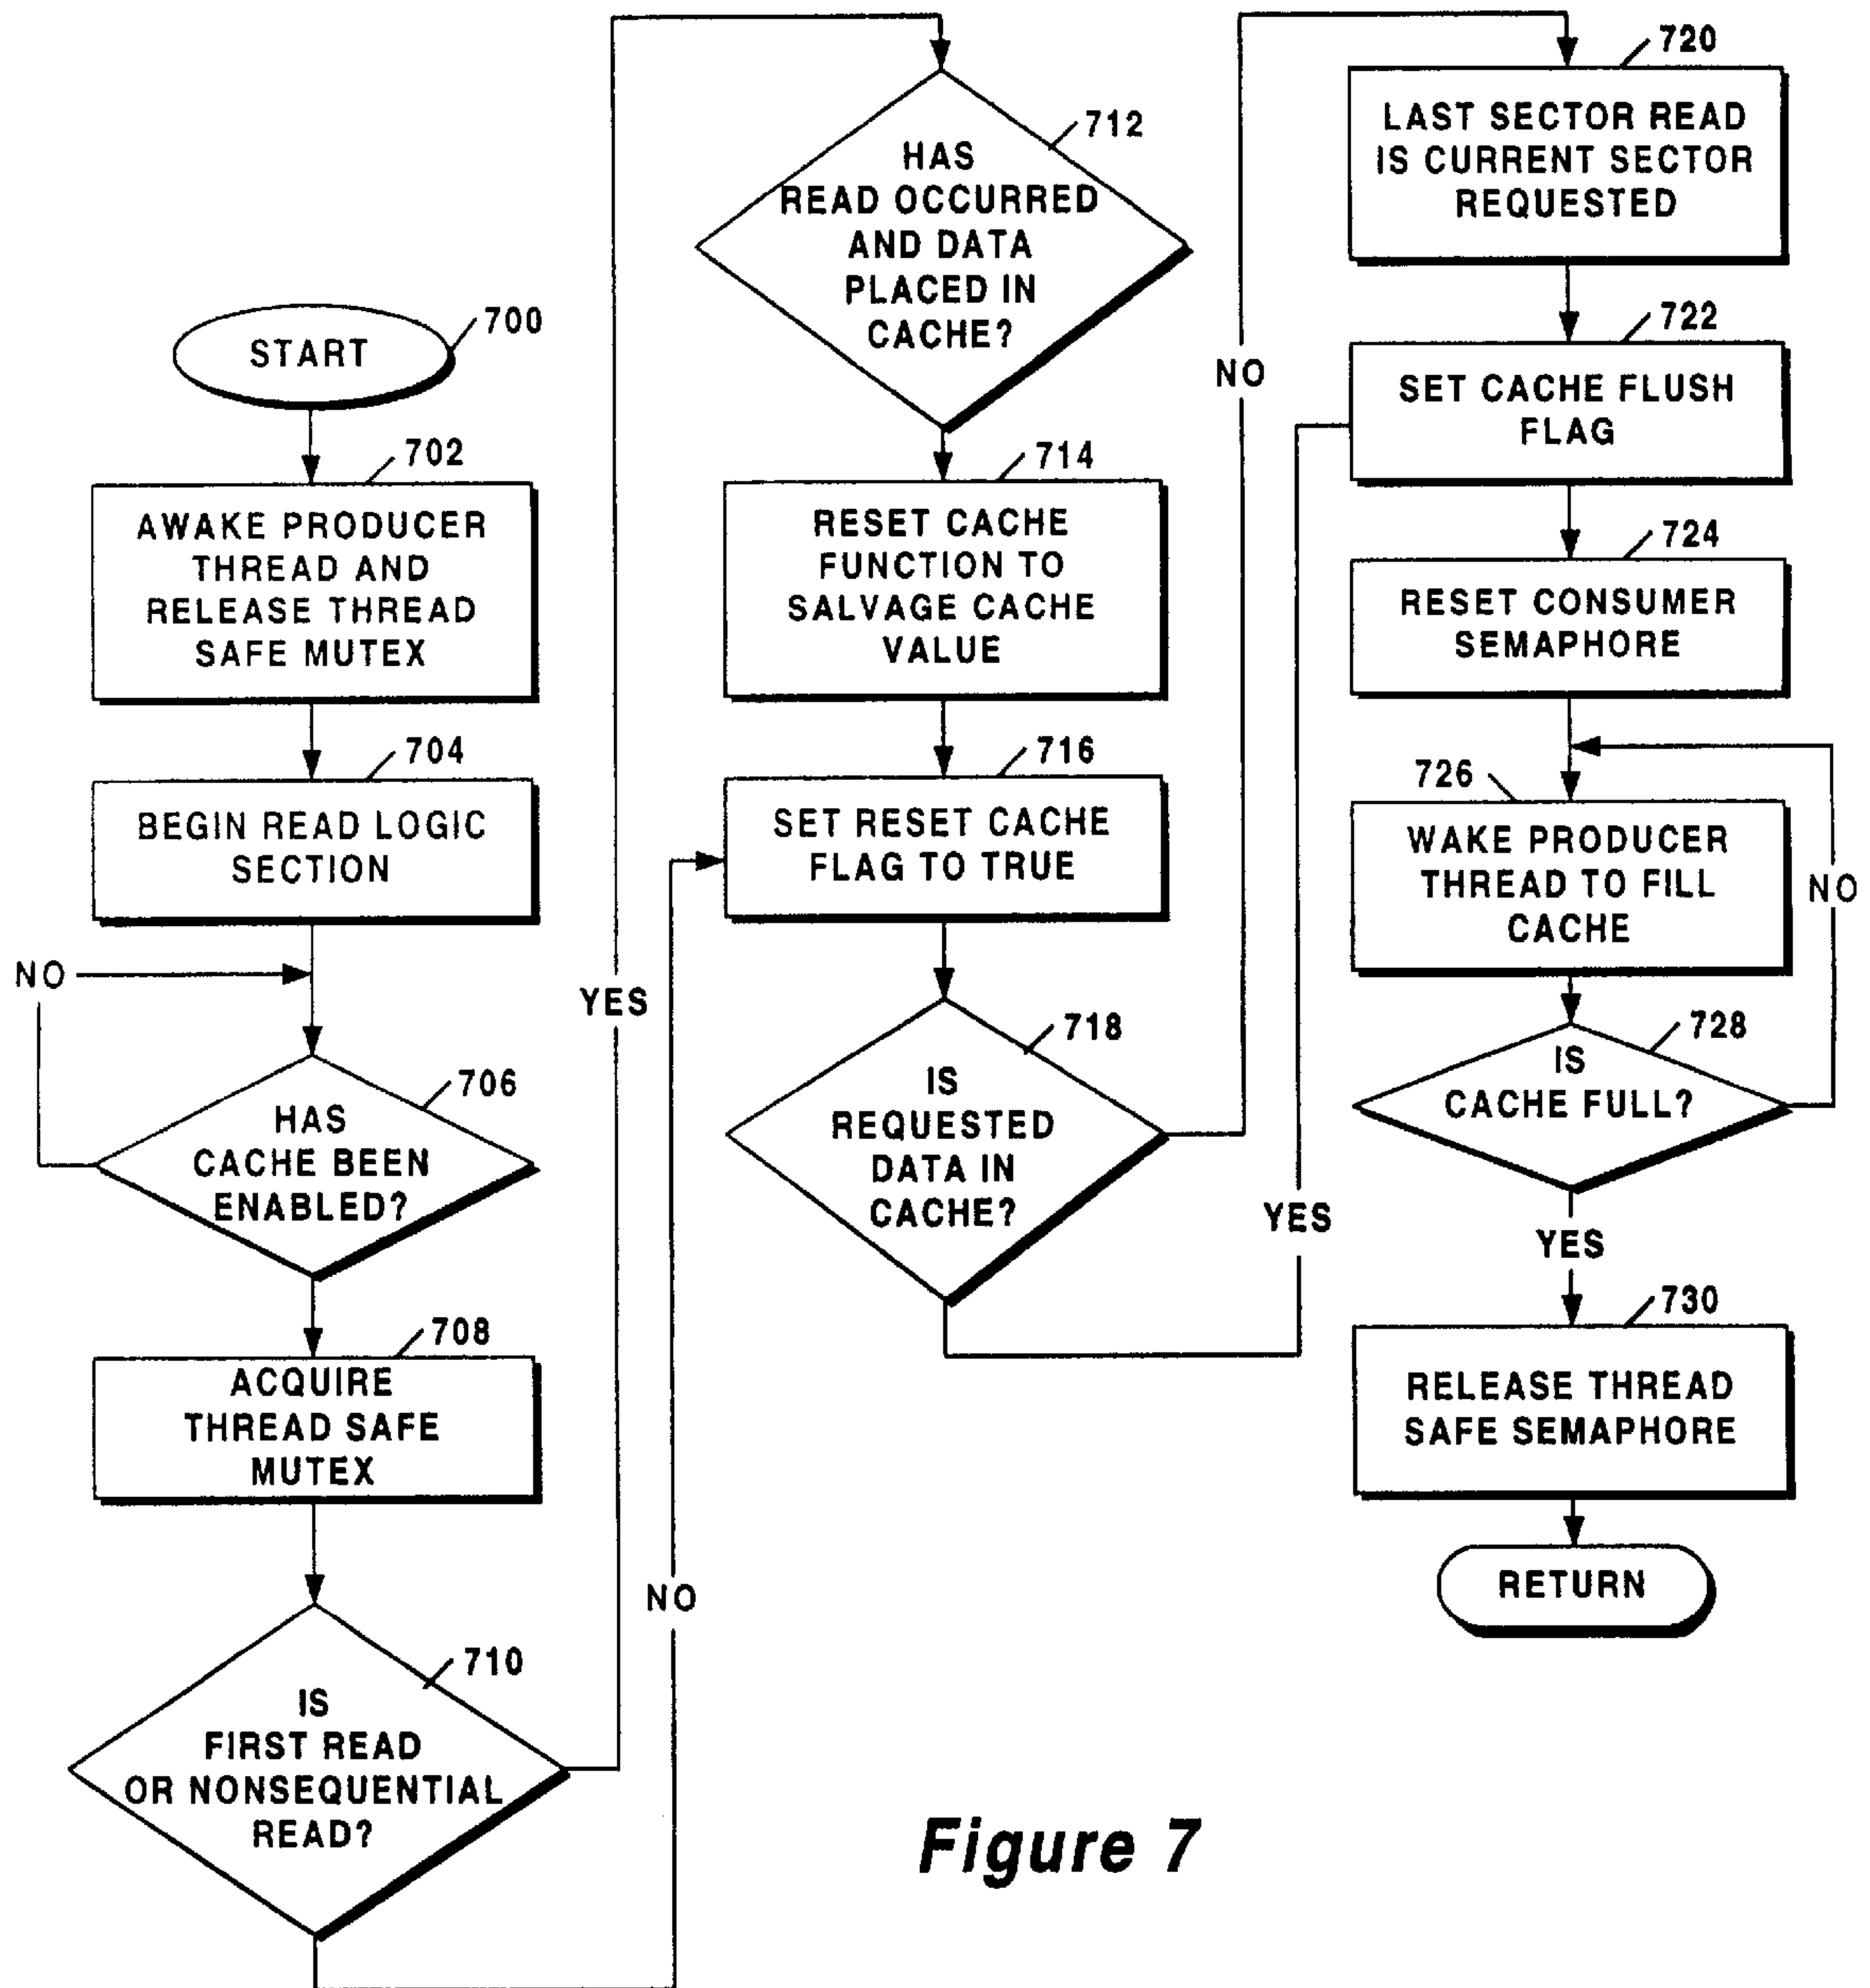 700
START
702
AWAKE PRODUCER
THREAD AND
RELEASE THREAD
SAFE MUTEX
704
BEGIN READ LOGIC
SECTION
NO
706
HAS
CACHE BEEN
ENABLED?
708
ACQUIRE
THREAD SAFE
MUTEX
710
IS
FIRST READ
OR NONSEQUENTIAL
READ?
YES
NO
712
HAS
READ OCCURRED
AND DATA
PLACED IN
CACHE?
714
RESET CACHE
FUNCTION TO
SALVAGE CACHE
VALUE
716
SET RESET CACHE
FLAG TO TRUE
718
IS
REQUESTED
DATA IN
CACHE?
NO
YES
720
LAST SECTOR READ
IS CURRENT SECTOR
REQUESTED
722
SET CACHE FLUSH
FLAG
724
RESET CONSUMER
SEMAPHORE
726
WAKE PRODUCER
THREAD TO FILL
CACHE
NO
728
IS
CACHE FULL?
YES
730
RELEASE THREAD
SAFE SEMAPHORE
RETURN
Figure 7